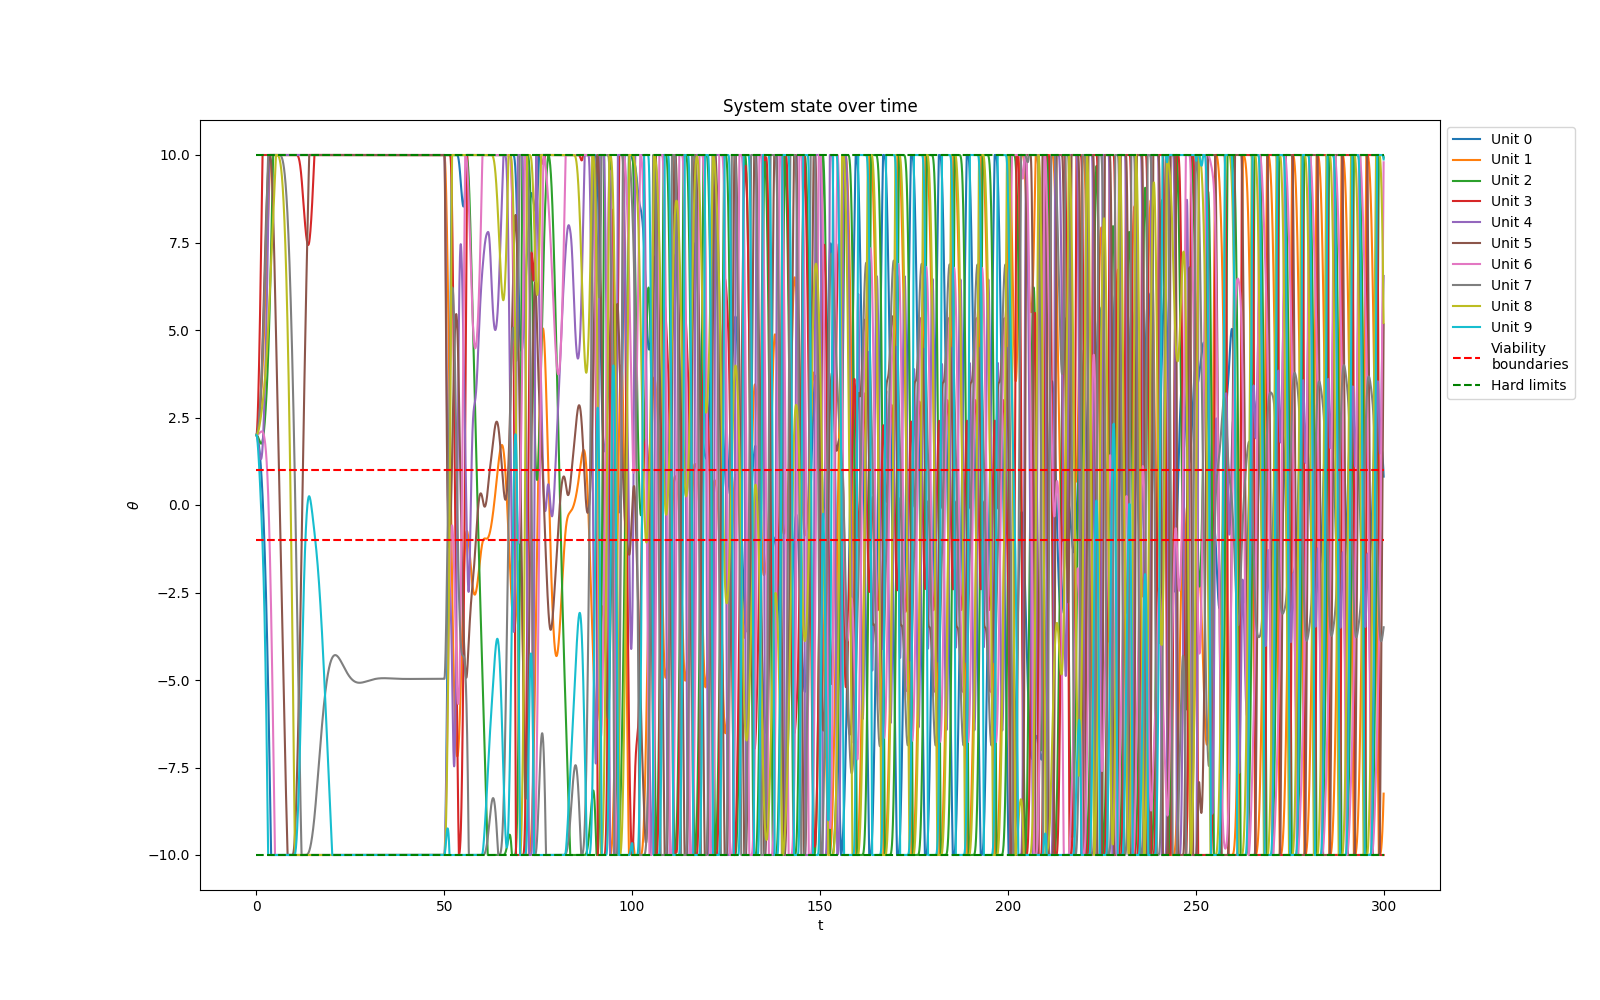 System state over time
10.0
7.5
5.0
2.5
0.0
−2.5
−5.0
−7.5
−10.0
θ
0
50
100
150
200
250
300
t
Unit 0
Unit 1
Unit 2
Unit 3
Unit 4
Unit 5
Unit 6
Unit 7
Unit 8
Unit 9
Viability
boundaries
Hard limits